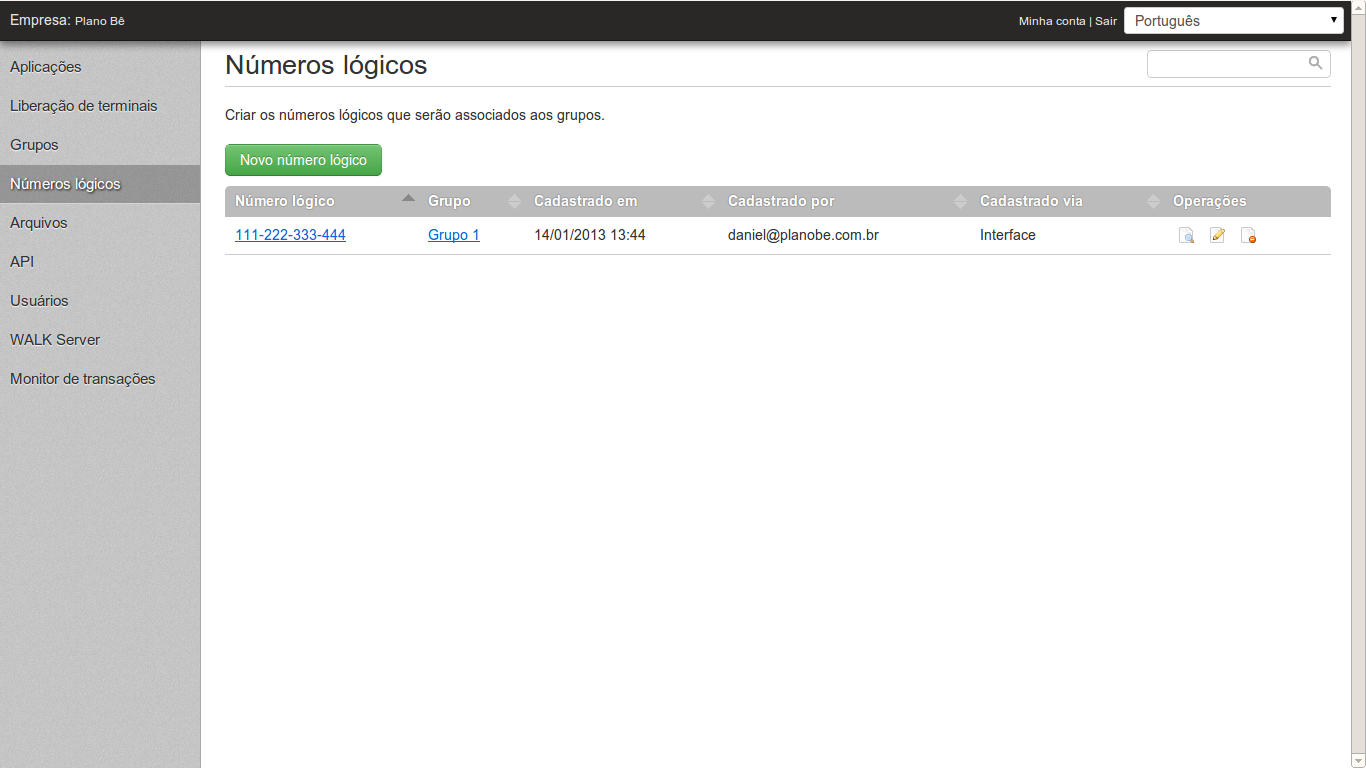 Empresa: Plano Bê
Minha conta | Sair
Português
Aplicações
Liberação de terminais
Grupos
Números lógicos
Arquivos
API
Usuários
WALK Server
Monitor de transações
Números lógicos
Criar os números lógicos que serão associados aos grupos.
Novo número lógico
Número lógico Grupo Cadastrado em Cadastrado por Cadastrado via Operações
111-222-333-444 Grupo 1 14/01/2013 13:44 daniel@planobe.com.br Interface